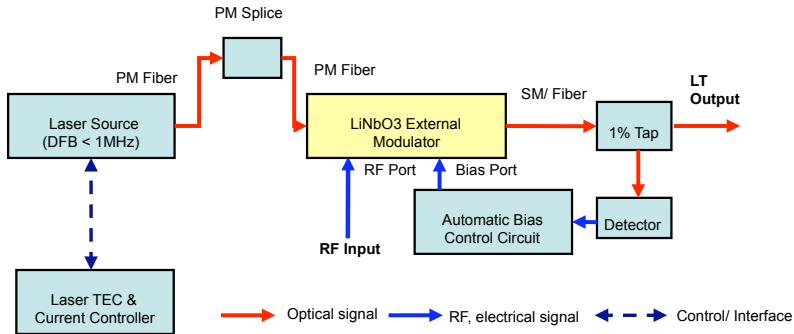 PM Splice
PM Fiber
PM Fiber
SM/ Fiber
LT
Output
Laser Source
(DFB < 1MHz)
LiNbO3 External
Modulator
1% Tap
RF Port
Bias Port
Automatic Bias
Control Circuit
Detector
RF Input
Laser TEC &
Current Controller
Optical signal
RF, electrical signal
Control/ Interface